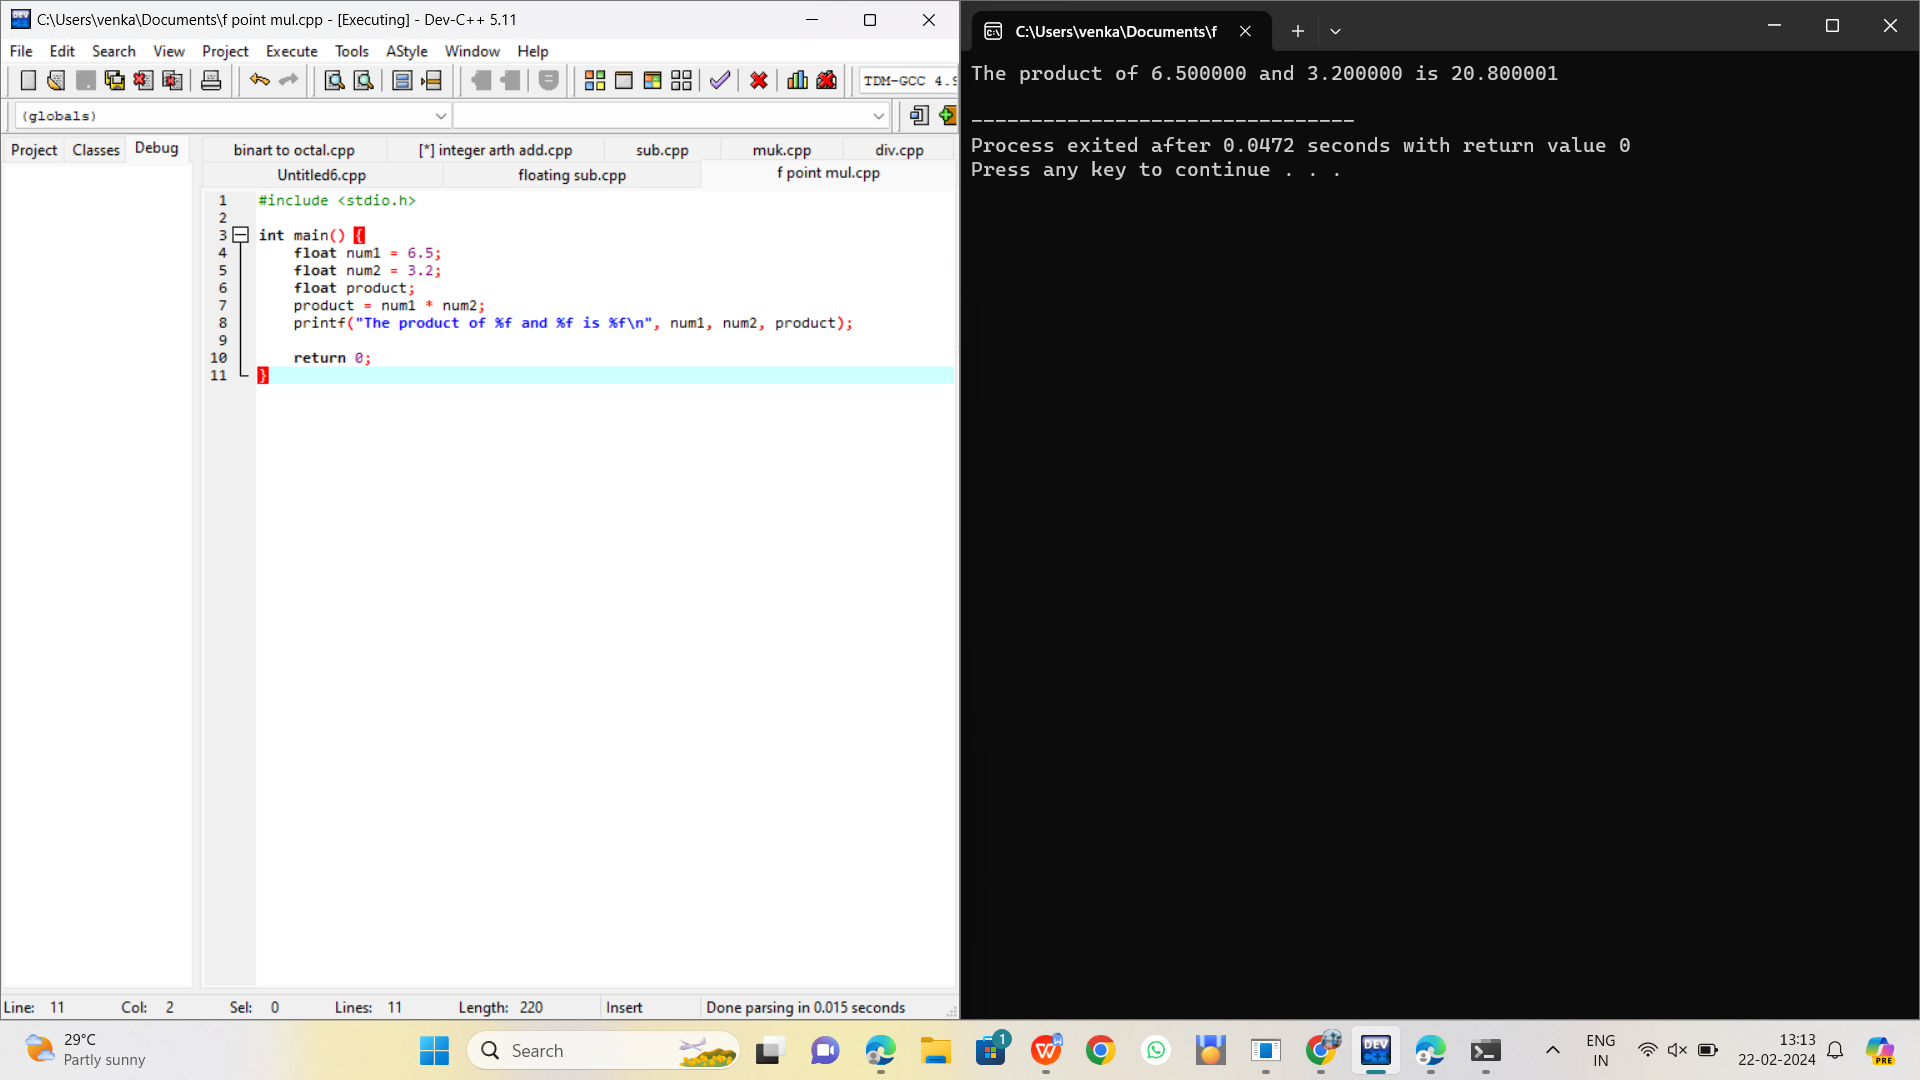 C:\Users\venka\Documents\f point mul.cpp - [Executing] - Dev-C++ 5.11
File Edit Search View Project Execute Tools AStyle Window Help
TDM-GCC 4.9
(globals)
Project Classes Debug
binart to octal.cpp [*] integer arth add.cpp sub.cpp muk.cpp div.cpp
Untitled6.cpp floating sub.cpp f point mul.cpp
1 #include <stdio.h>
2
3 int main() {
4 float num1 = 6.5;
5 float num2 = 3.2;
6 float product;
7 product = num1 * num2;
8 printf("The product of %f and %f is %f\n", num1, num2, product);
9
10 return 0;
11 }
Line: 11 Col: 2 Sel: 0 Lines: 11 Length: 220 Insert Done parsing in 0.015 seconds
C:\Users\venka\Documents\f
The product of 6.500000 and 3.200000 is 20.800001
--------------------------------
Process exited after 0.0472 seconds with return value 0
Press any key to continue . . .
29°C
Partly sunny
Search
1
DEV
C++
ENG
IN
13:13
22-02-2024
PRE